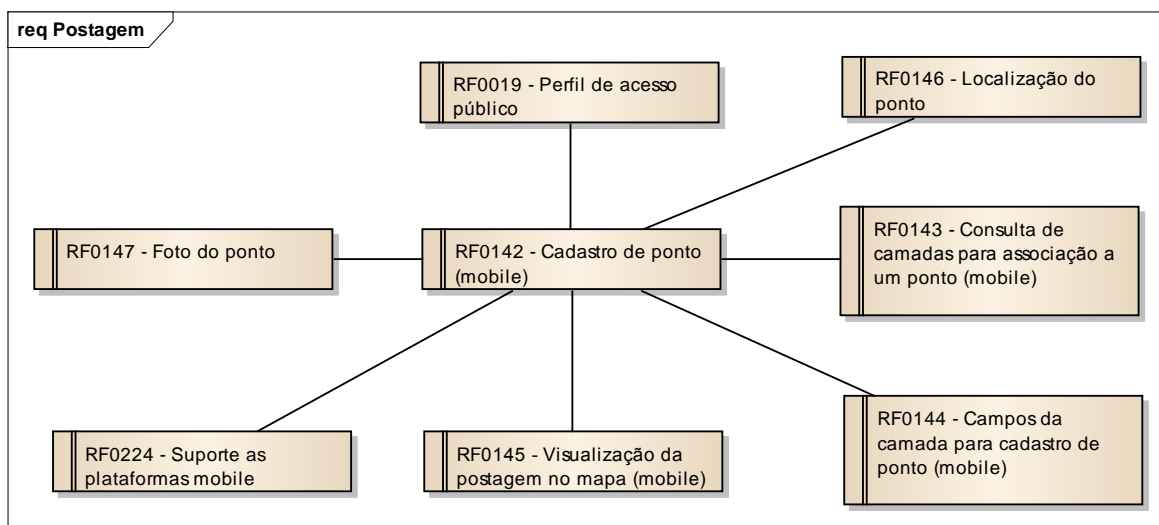 req Postagem
RF0019 - Perfil de acesso
público
RF0146 - Localização do
ponto
RF0147 - Foto do ponto
RF0142 - Cadastro de ponto
(mobile)
RF0143 - Consulta de
camadas para associação a
um ponto (mobile)
RF0224 - Suporte as
plataformas mobile
RF0145 - Visualização da
postagem no mapa (mobile)
RF0144 - Campos da
camada para cadastro de
ponto (mobile)